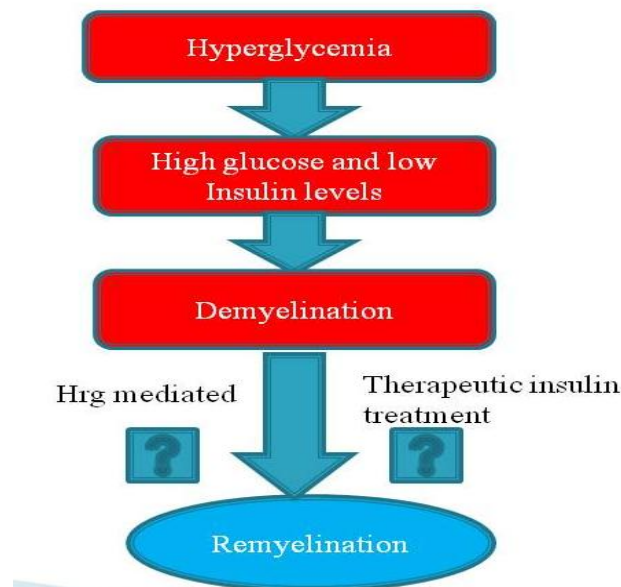 Hyperglycemia
High glucose and low
Insulin levels
Demyelination
Hrg mediated
Therapeutic insulin
treatment
?
?
Remyelination